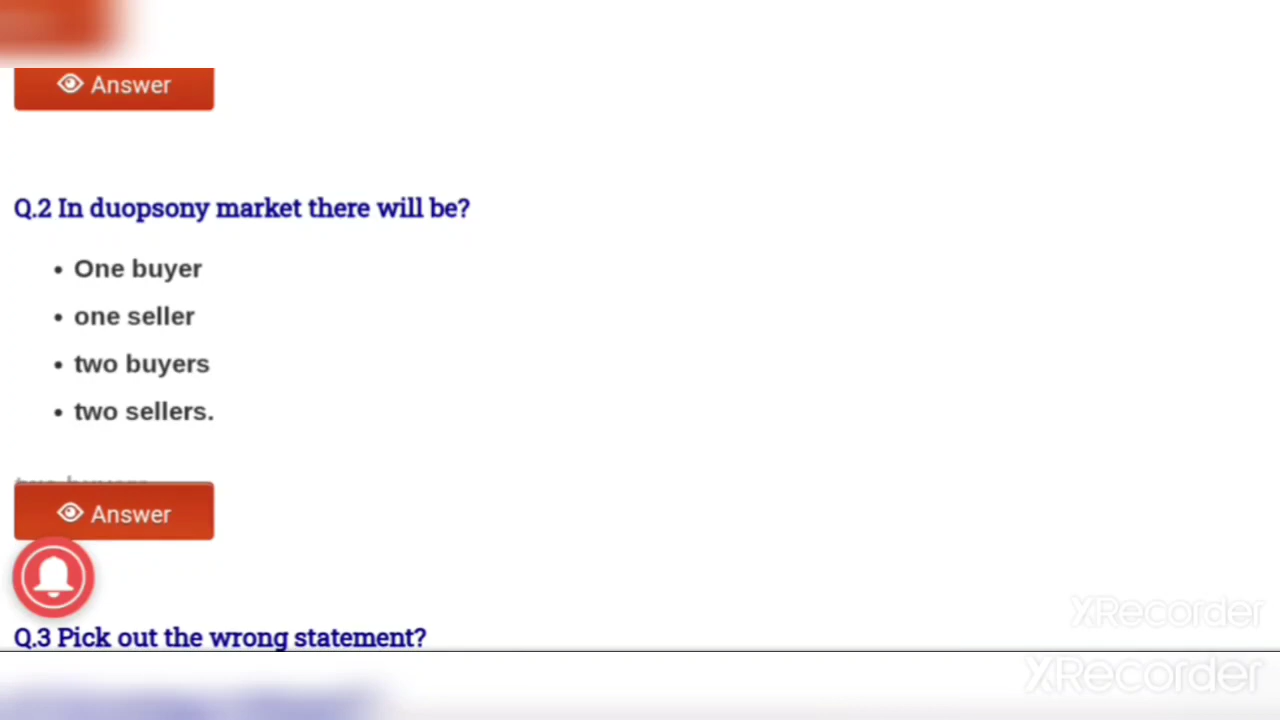 Answer
Q.2 In duopsony market there will be?
• One buyer
• one seller
• two buyers
• two sellers.
Answer
Q.3 Pick out the wrong statement?
XRecorder
XRecorder